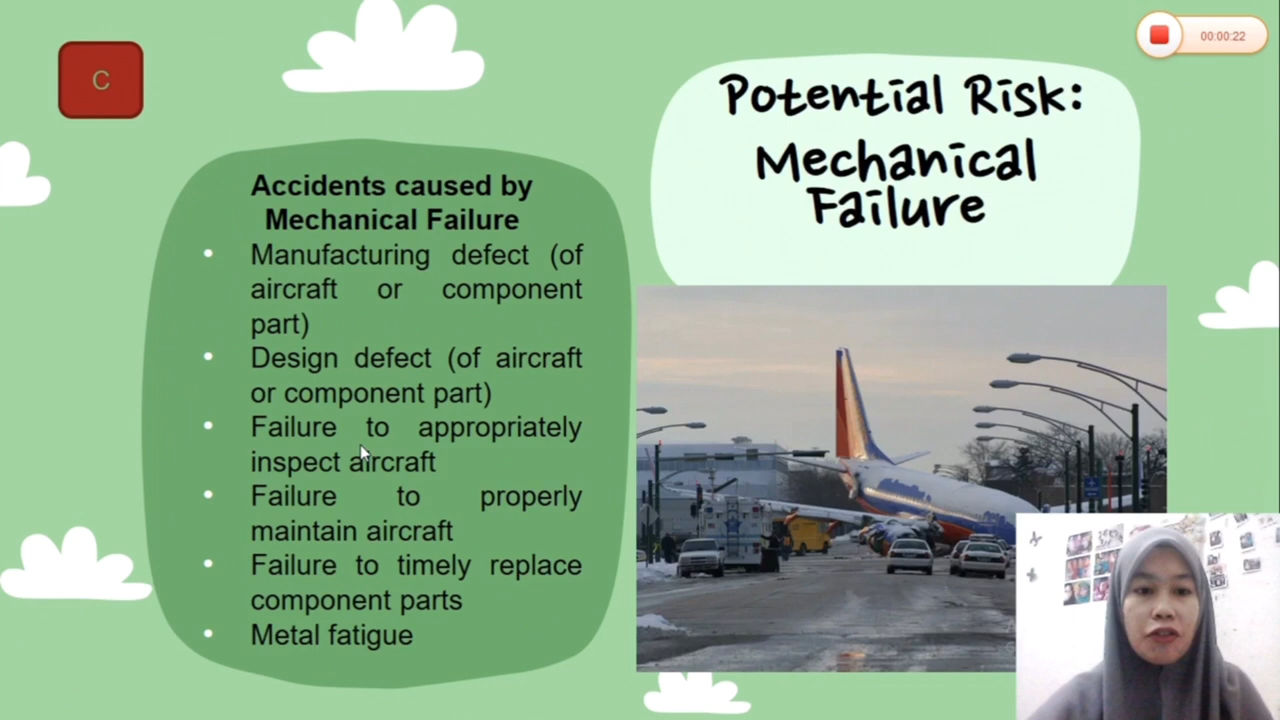 C
00:00:22
Potential Risk:
Mechanical
Failure
Accidents caused by
Mechanical Failure
• Manufacturing defect (of
aircraft or component
part)
• Design defect (of aircraft
or component part)
• Failure to appropriately
inspect aircraft
• Failure to properly
maintain aircraft
• Failure to timely replace
component parts
• Metal fatigue